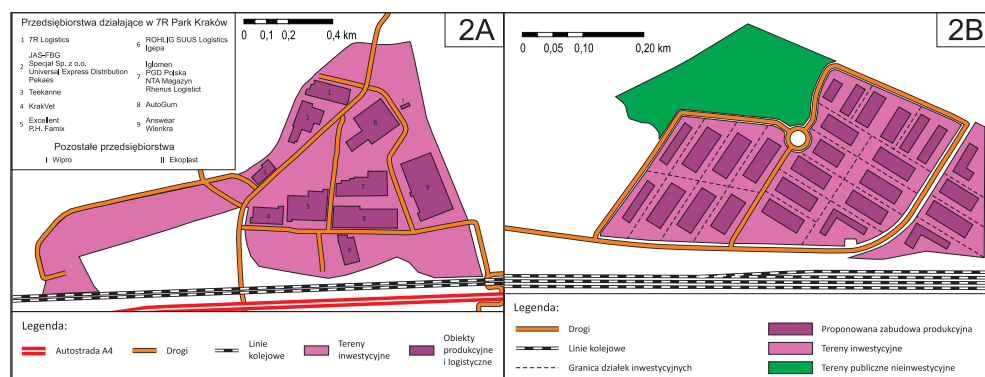 Przedsiębiorstwa działające w 7R Park Kraków
1 7R Logistics
2 JAS-FBG
Specjał Sp. z o.o.
Universal Express Distribution
Pekaes
3 Teekanne
4 KrakVet
5 Excellent
P.H. Famix
6 ROHLIG SUUS Logistics
Igepa
7 Iglomen
PGD Polska
NTA Magazyn
Rhenus Logistict
8 AutoGum
9 Answear
Wienkra
Pozostałe przedsiębiorstwa
I Wipro
II Ekoplast
0 0,1 0,2 0,4 km
2A
1
2
3
4
5
6
7
8
9
I
II
Legenda:
Autostrada A4
Drogi
Linie
kolejowe
Tereny
inwestycyjne
Obiekty
produkcyjne
i logistyczne
0 0,05 0,10 0,20 km
2B
Legenda:
Drogi
Linie kolejowe
Granica działek inwestycyjnych
Proponowana zabudowa produkcyjna
Tereny inwestycyjne
Tereny publiczne nieinwestycyjne